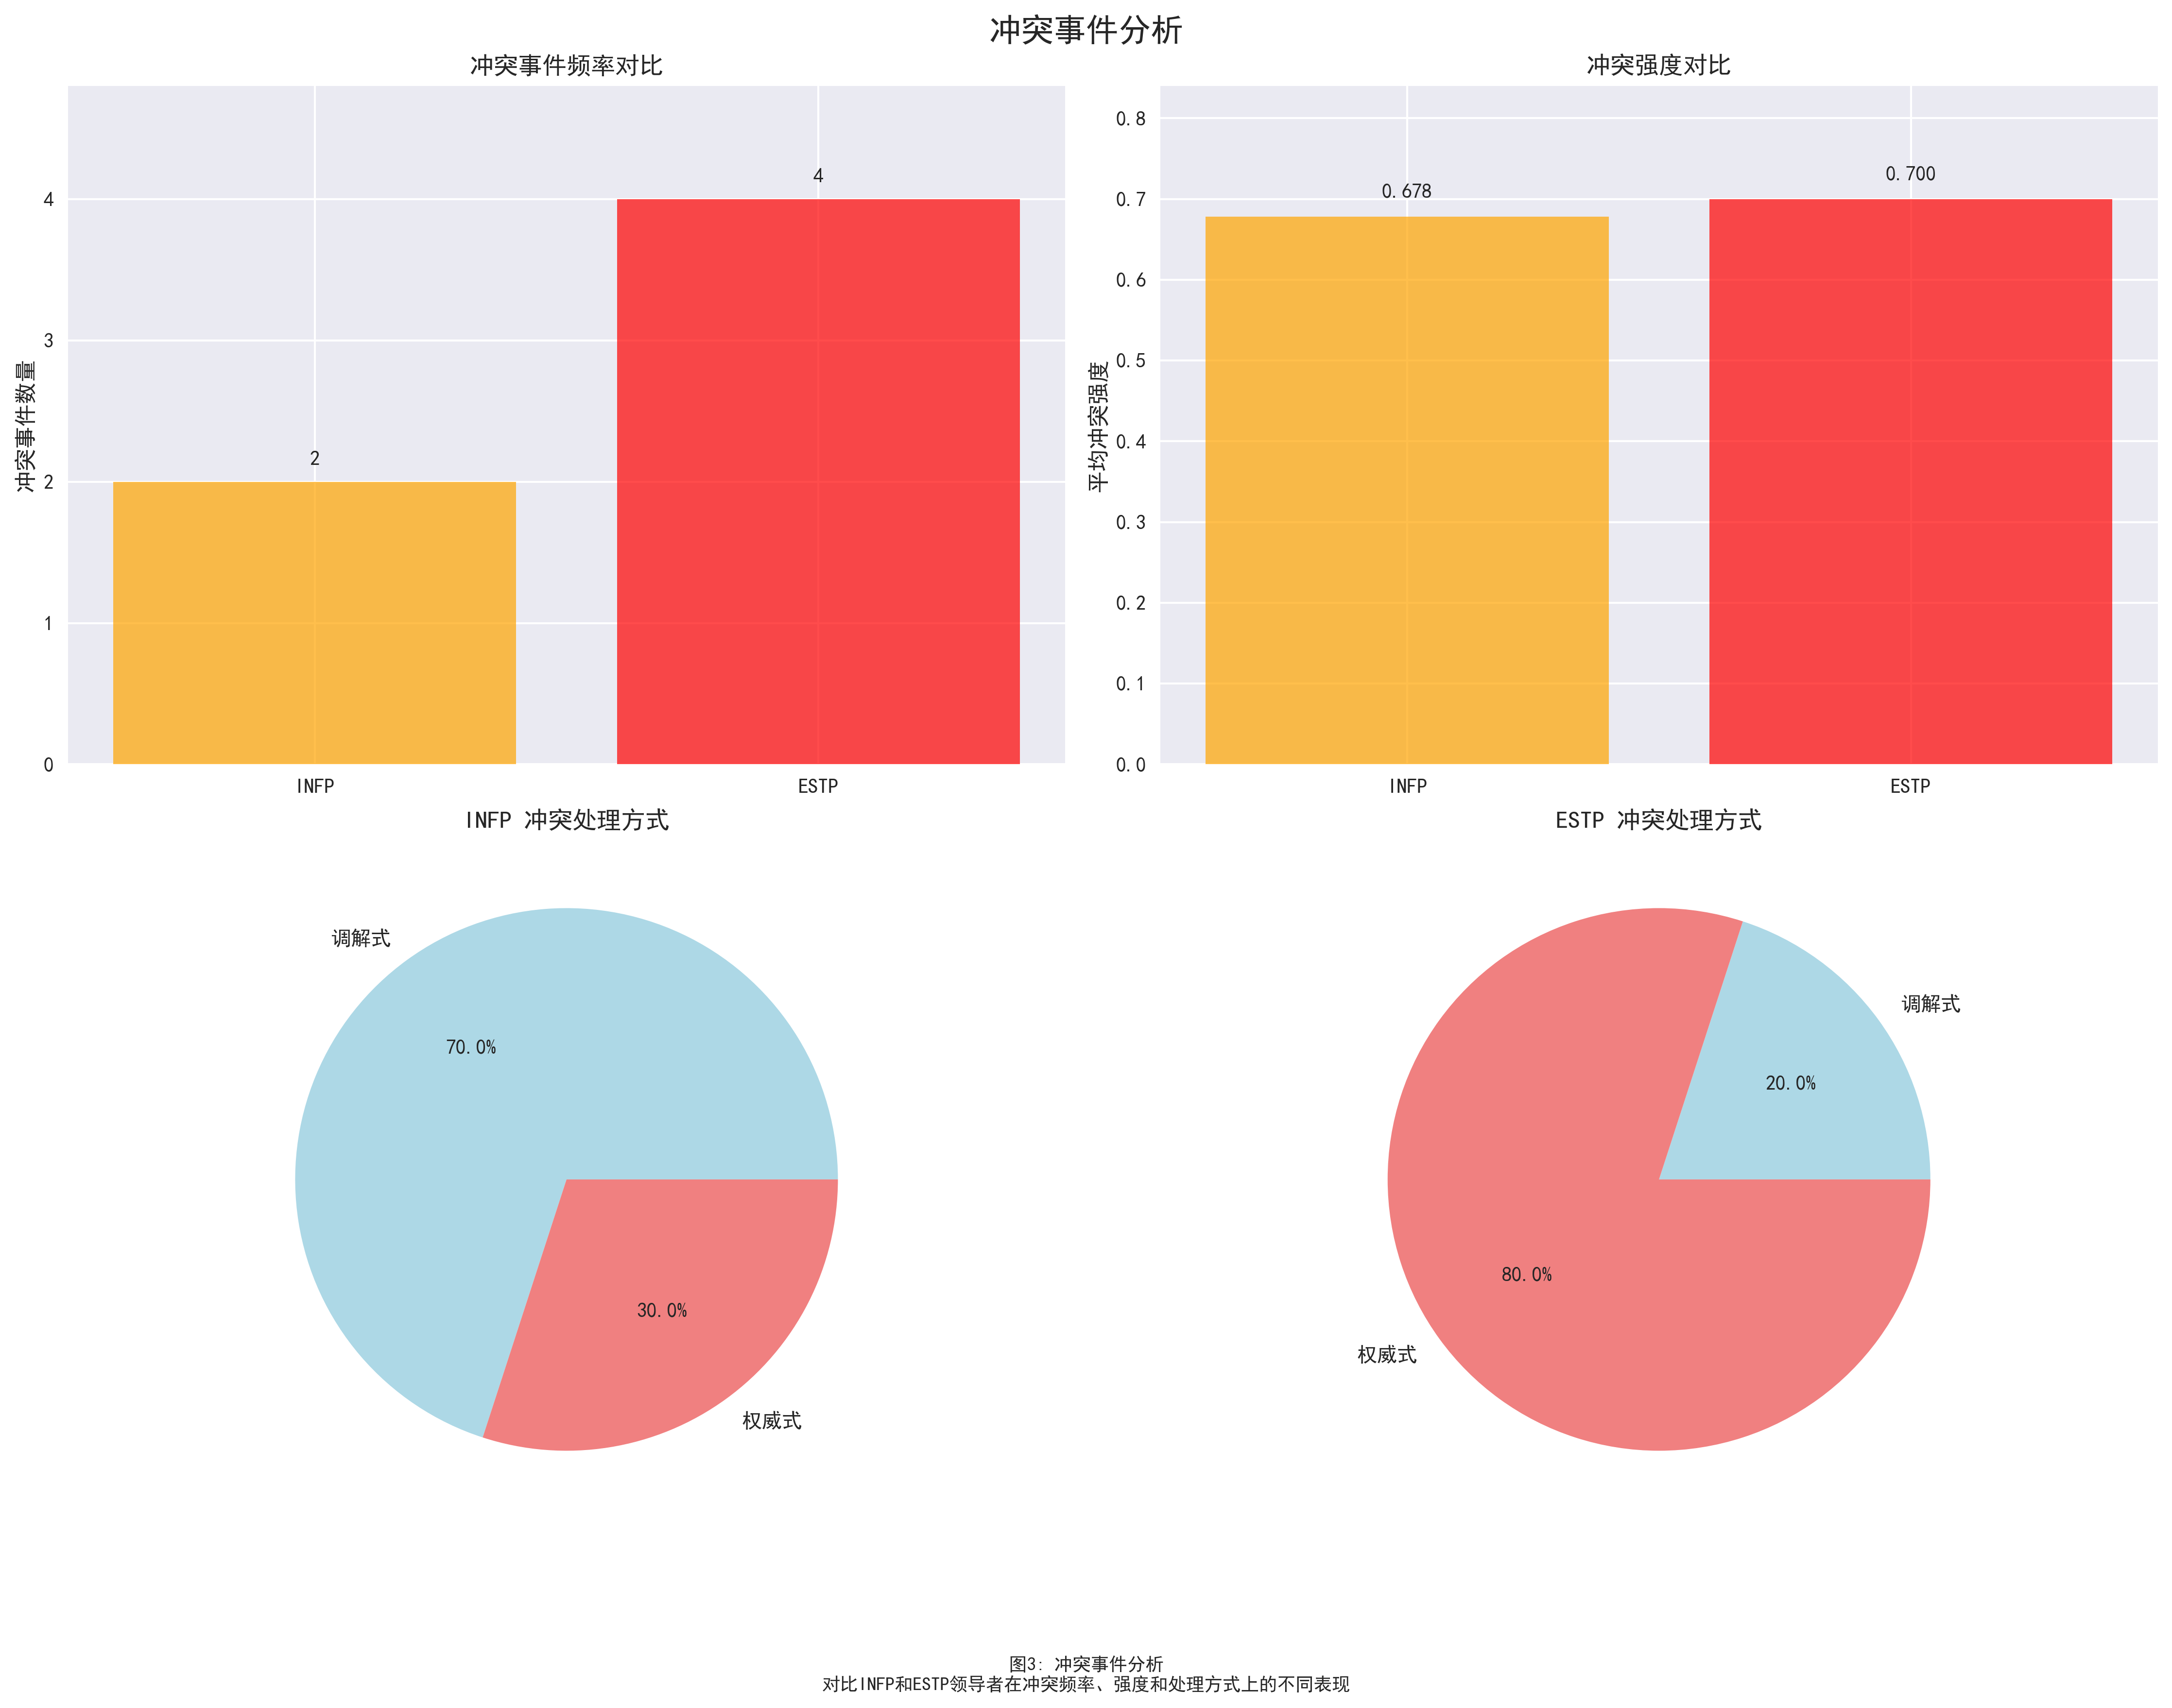 冲突事件分析
冲突事件频率对比
冲突事件数量
4
3
2
1
0
2
4
INFP
ESTP
冲突强度对比
平均冲突强度
0.8
0.7
0.6
0.5
0.4
0.3
0.2
0.1
0.0
0.678
0.700
INFP
ESTP
INFP 冲突处理方式
调解式
70.0%
30.0%
权威式
ESTP 冲突处理方式
调解式
20.0%
80.0%
权威式
图3: 冲突事件分析
对比INFP和ESTP领导者在冲突频率、强度和处理方式上的不同表现